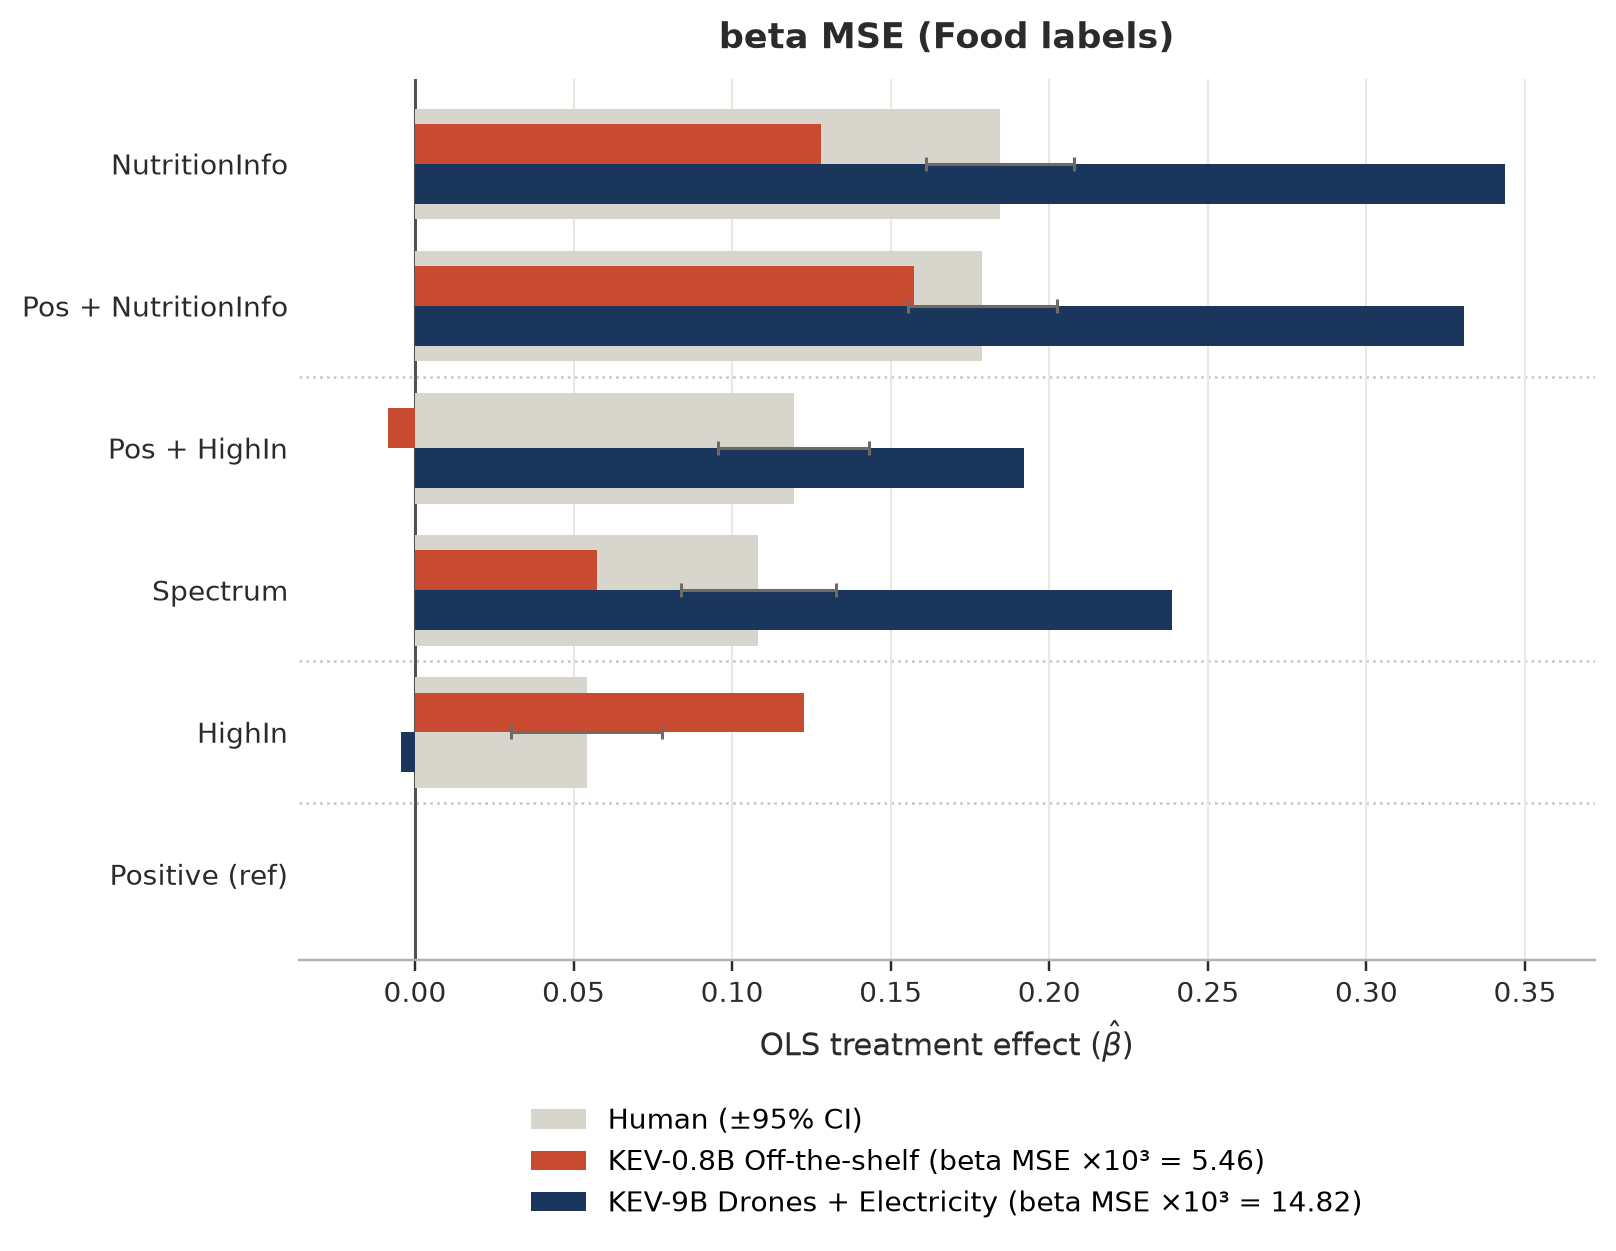 beta MSE (Food labels)
NutritionInfo
Pos + NutritionInfo
Pos + HighIn
Spectrum
HighIn
Positive (ref)
0.00 0.05 0.10 0.15 0.20 0.25 0.30 0.35
OLS treatment effect (β̂)
Human (±95% CI)
KEV-0.8B Off-the-shelf (beta MSE ×10³ = 5.46)
KEV-9B Drones + Electricity (beta MSE ×10³ = 14.82)